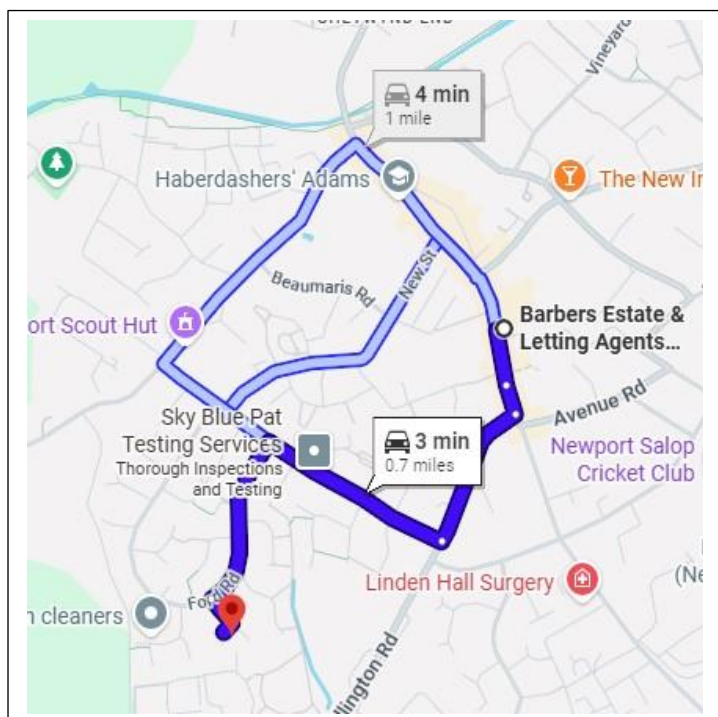 4 min
1 mile
Haberdashers' Adams
Vineyard
The New In
Beaumaris Rd
New St
ort Scout Hut
Barbers Estate &
Letting Agents…
Sky Blue Pat
Testing Services
Thorough Inspections
and Testing
3 min
0.7 miles
Avenue Rd
Newport Salop
Cricket Club
Linden Hall Surgery
(Ne
Ford Rd
n cleaners
llington Rd